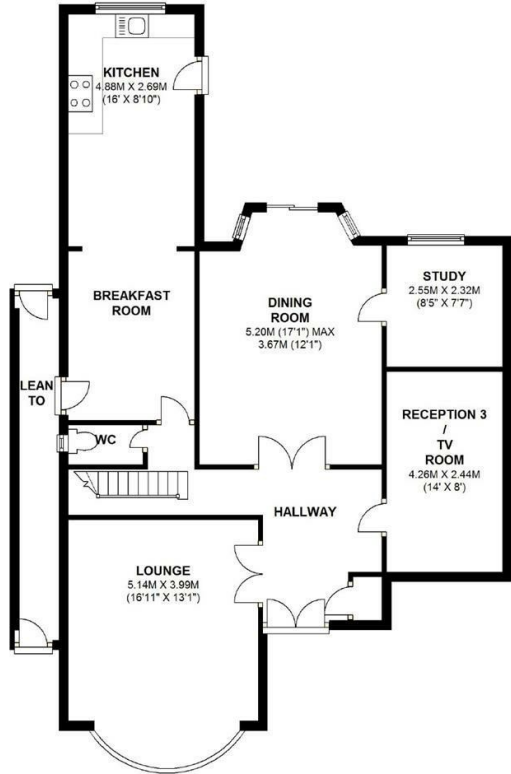 KITCHEN
4.88M X 2.69M
(16' X 8'10")
BREAKFAST
ROOM
DINING
ROOM
5.20M (17'1") MAX
3.67M (12'1")
STUDY
2.55M X 2.32M
(8'5" X 7'7")
LEAN
TO
WC
RECEPTION 3
/
TV
ROOM
4.26M X 2.44M
(14' X 8')
HALLWAY
LOUNGE
5.14M X 3.99M
(16'11" X 13'1")